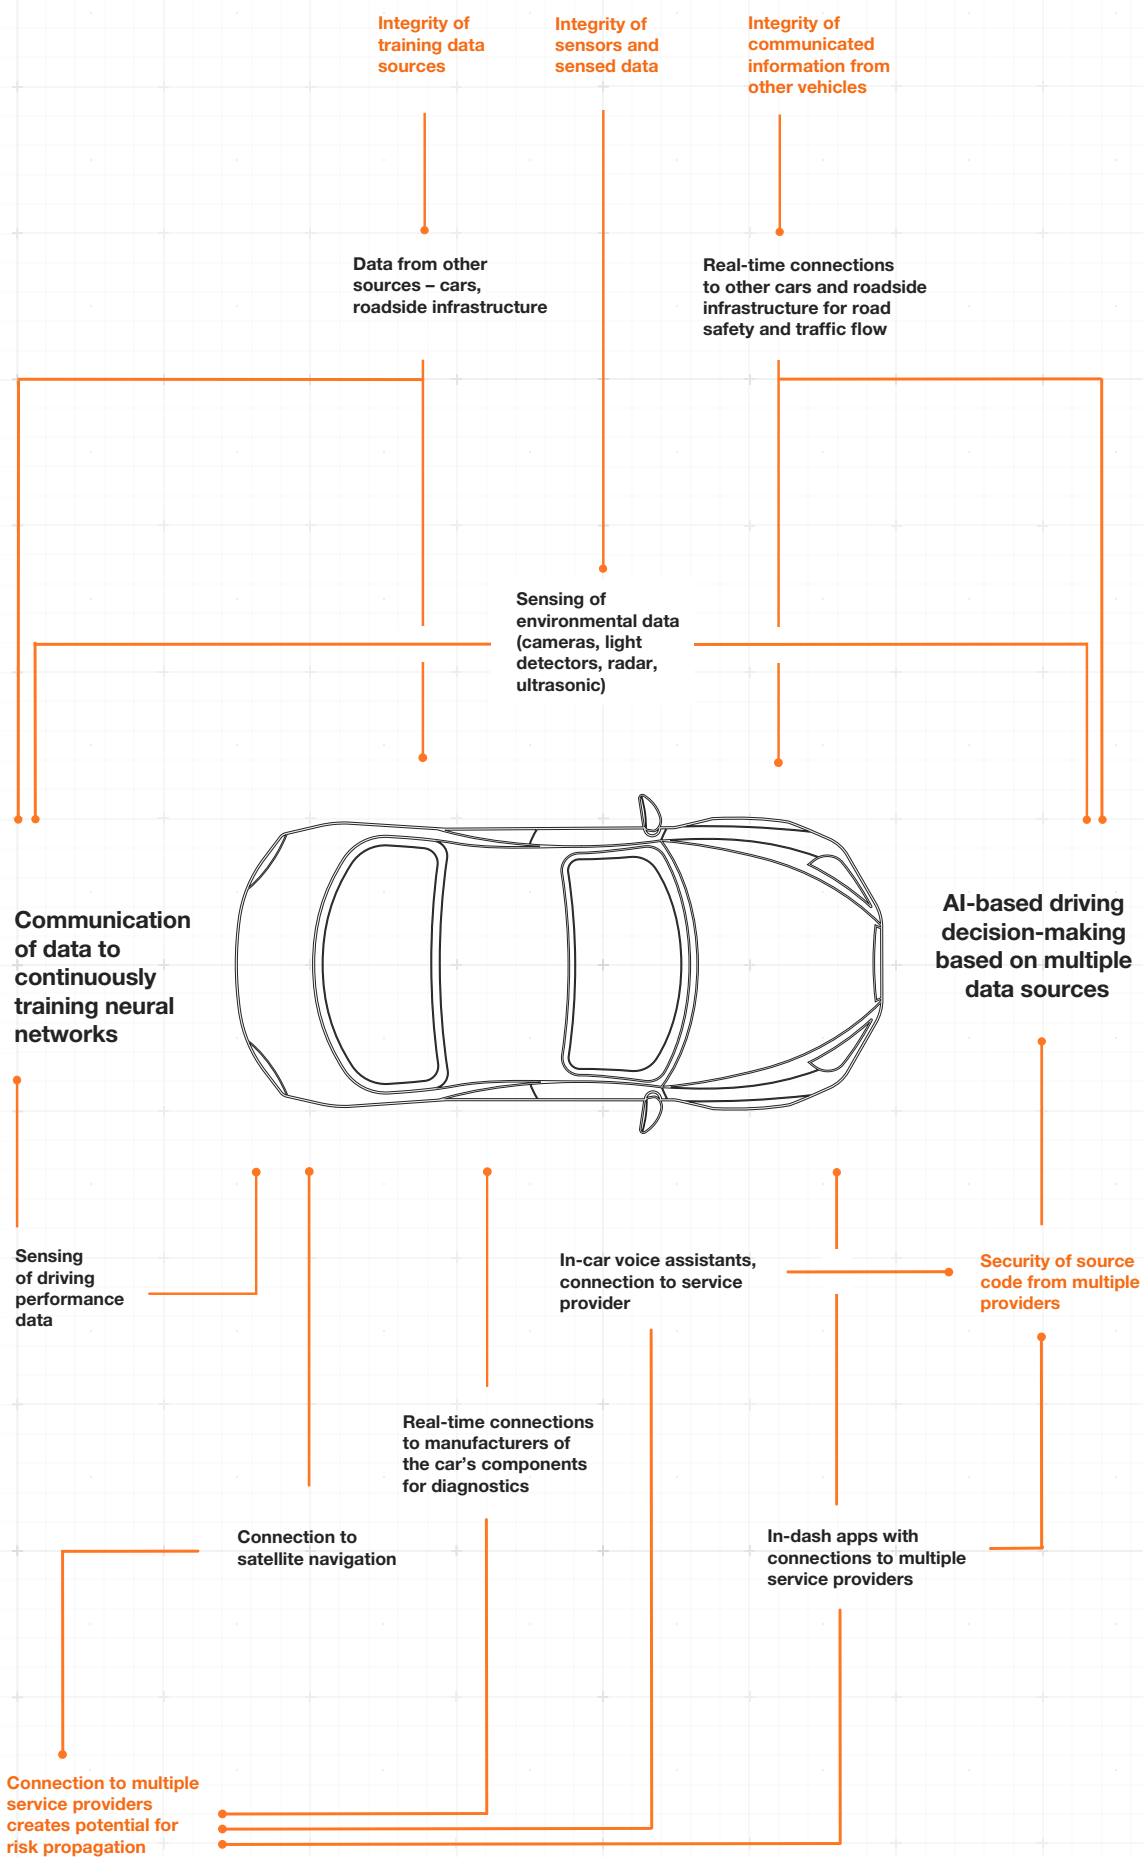 Integrity of
training data
sources
Integrity of
sensors and
sensed data
Integrity of
communicated
information from
other vehicles
Data from other
sources – cars,
roadside infrastructure
Real-time connections
to other cars and roadside
infrastructure for road
safety and traffic flow
Sensing of
environmental data
(cameras, light
detectors, radar,
ultrasonic)
Communication
of data to
continuously
training neural
networks
AI-based driving
decision-making
based on multiple
data sources
Sensing
of driving
performance
data
In-car voice assistants,
connection to service
provider
Security of source
code from multiple
providers
Real-time connections
to manufacturers of
the car’s components
for diagnostics
Connection to
satellite navigation
In-dash apps with
connections to multiple
service providers
Connection to multiple
service providers
creates potential for
risk propagation